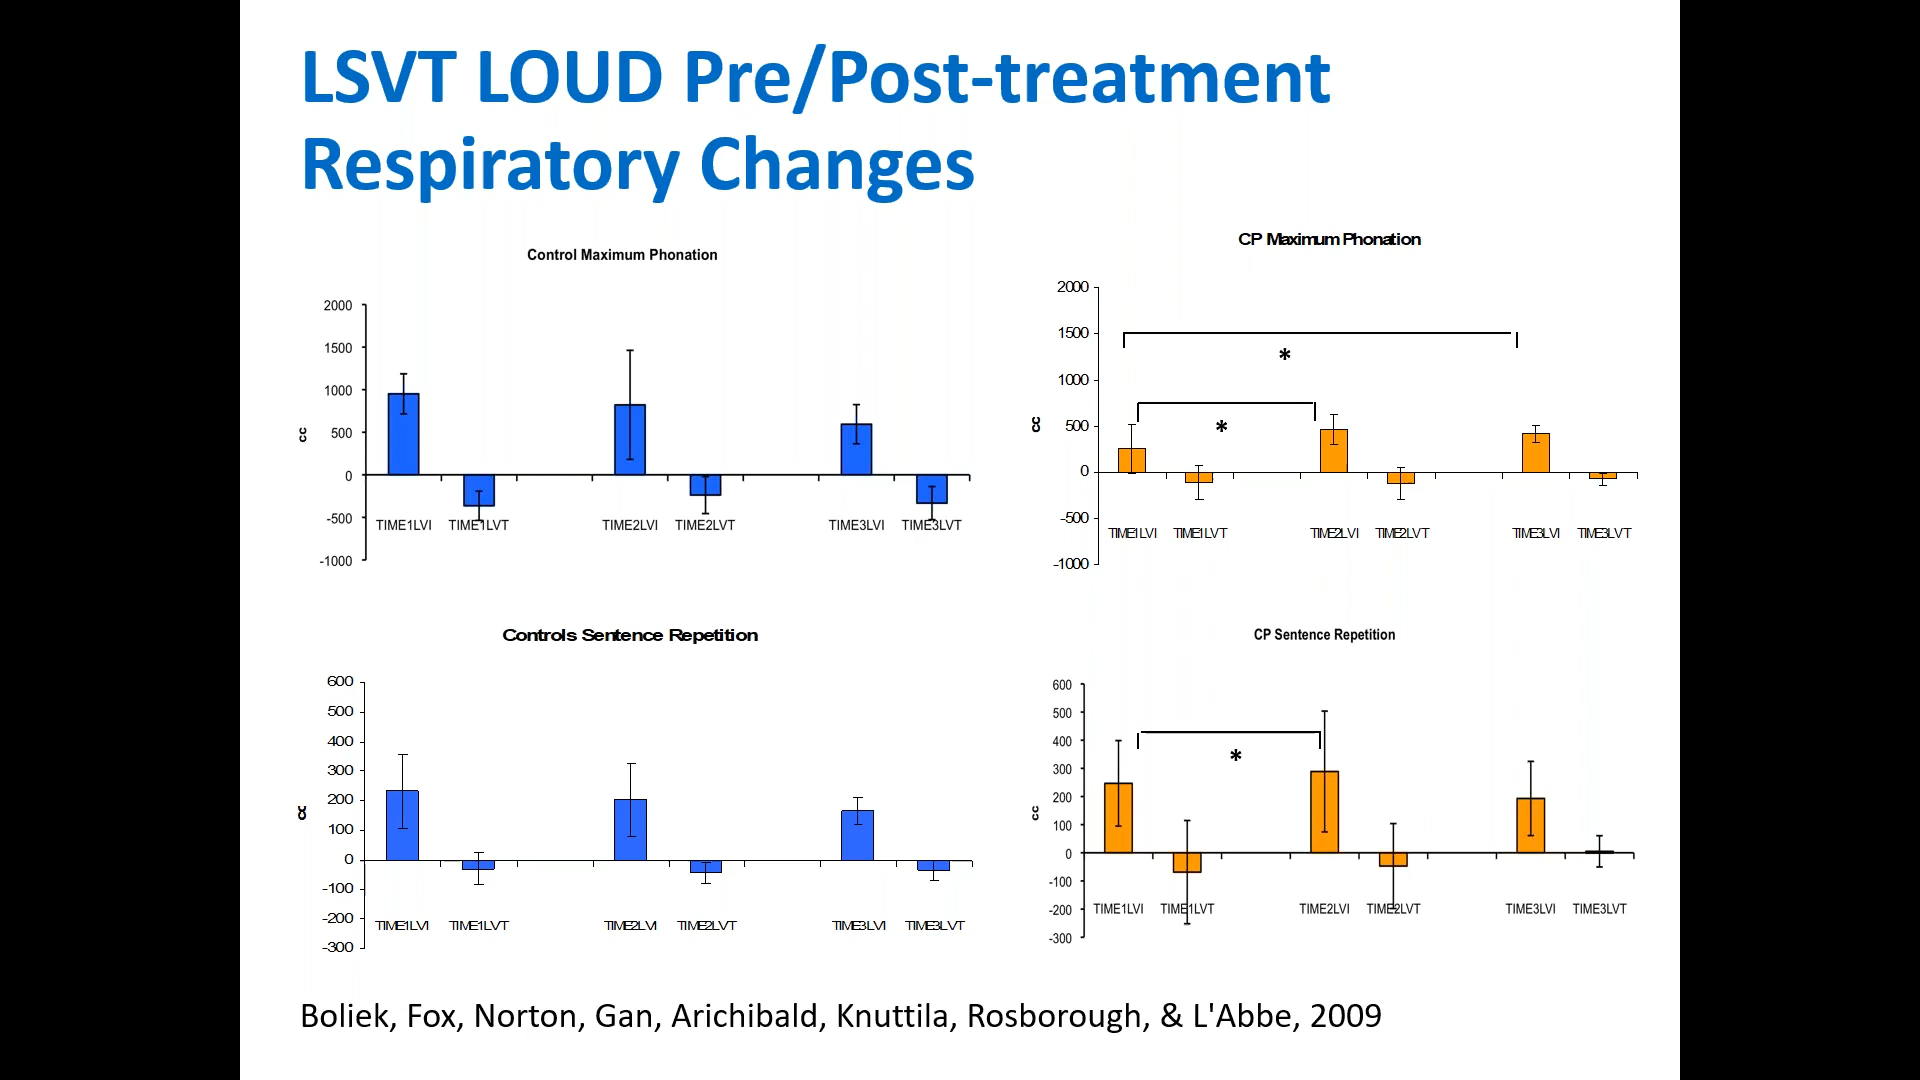 LSVT LOUD Pre/Post-treatment
Respiratory Changes
Control Maximum Phonation
2000
1500
1000
500
0
-500
-1000
cc
TIME1LVI TIME1LVT TIME2LVI TIME2LVT TIME3LVI TIME3LVT
CP Maximum Phonation
2000
1500
1000
500
0
-500
-1000
cc
*
*
TIME1LVI TIME1LVT TIME2LVI TIME2LVT TIME3LVI TIME3LVT
Controls Sentence Repetition
600
500
400
300
200
100
0
-100
-200
-300
cc
TIME1LVI TIME1LVT TIME2LVI TIME2LVT TIME3LVI TIME3LVT
CP Sentence Repetition
600
500
400
300
200
100
0
-100
-200
-300
cc
*
TIME1LVI TIME1LVT TIME2LVI TIME2LVT TIME3LVI TIME3LVT
Boliek, Fox, Norton, Gan, Arichibald, Knuttila, Rosborough, & L'Abbe, 2009